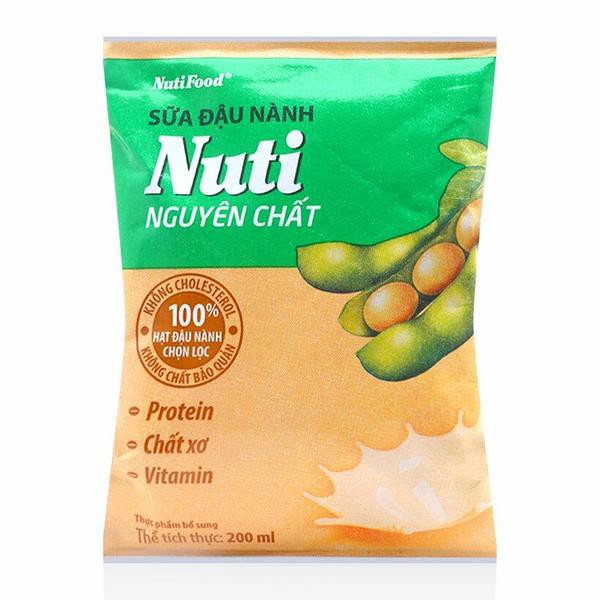 NutiFood®
SỮA ĐẬU NÀNH
Nuti
NGUYÊN CHẤT
KHÔNG CHOLESTEROL
100%
HẠT ĐẬU NÀNH
CHỌN LỌC
KHÔNG CHẤT BẢO QUẢN
Protein
Chất xơ
Vitamin
Thực phẩm bổ sung
Thể tích thực: 200 ml